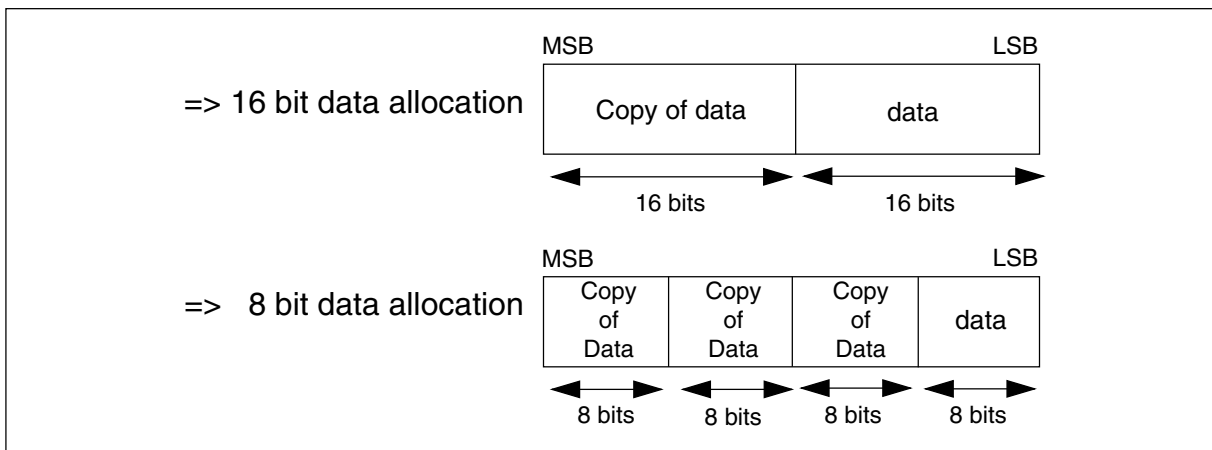 MSB LSB
=> 16 bit data allocation
Copy of data data
16 bits 16 bits
MSB LSB
=> 8 bit data allocation
Copy of Data Copy of Data Copy of Data data
8 bits 8 bits 8 bits 8 bits